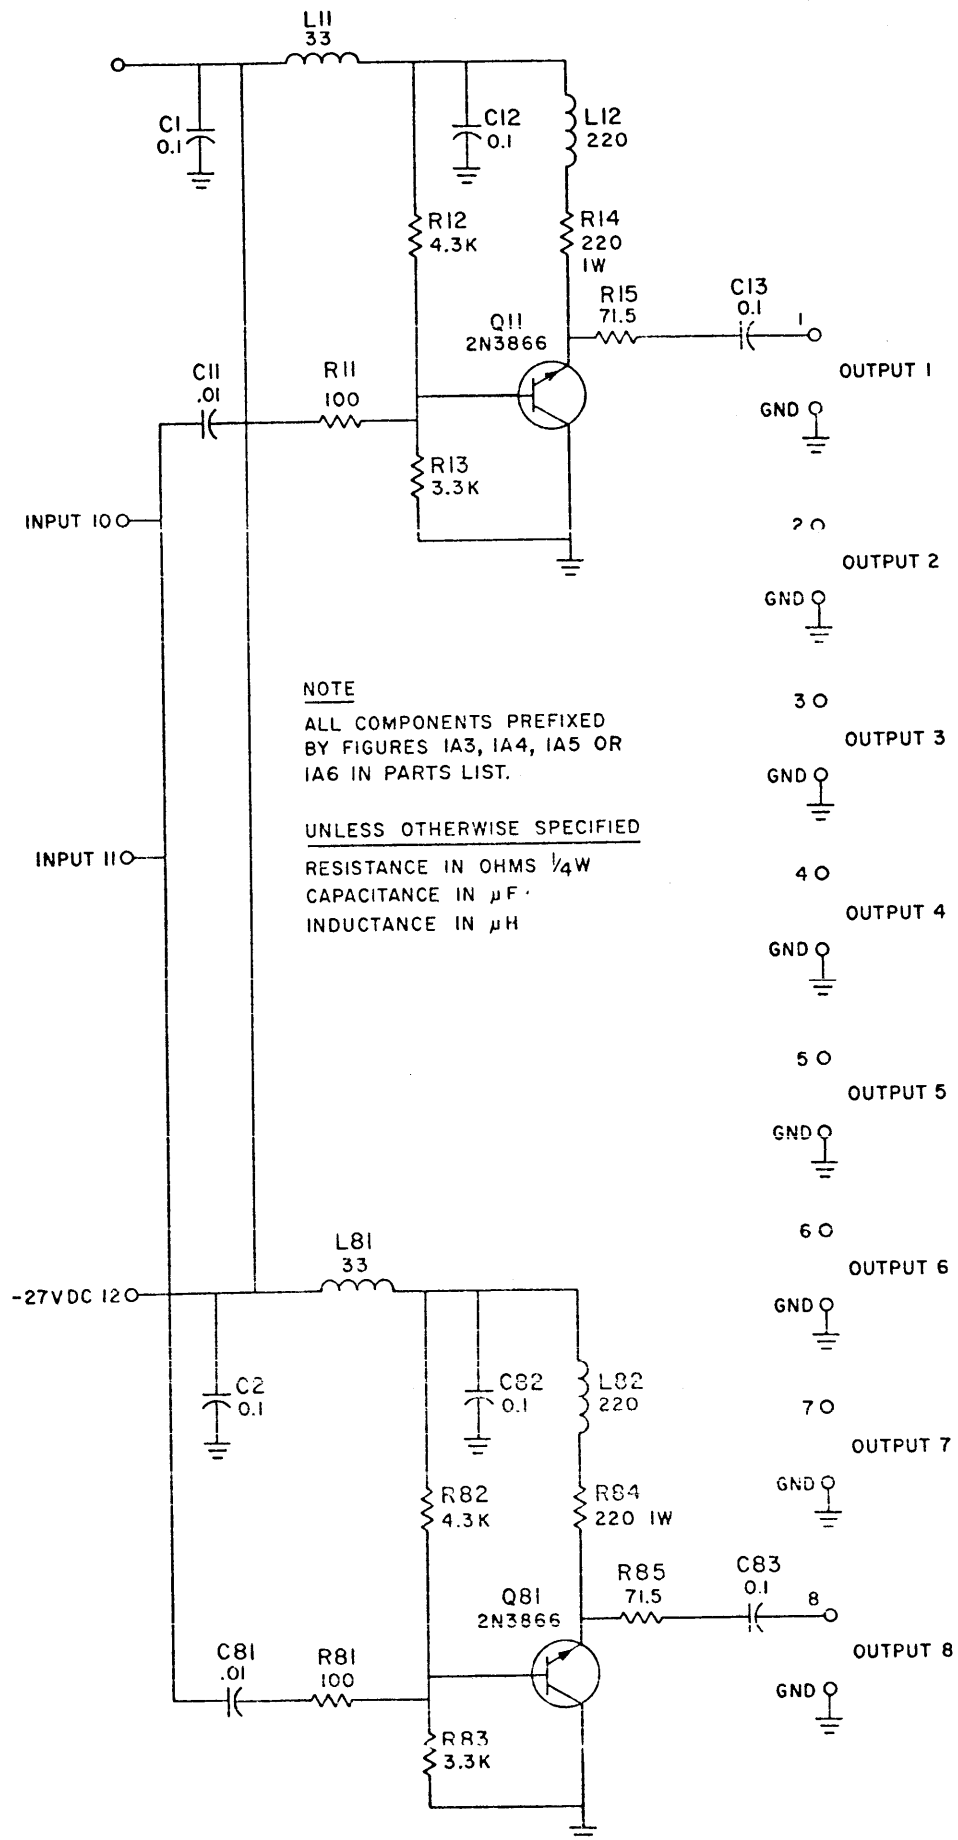 L11
33
C1
0.1
C12
0.1
L12
220
R12
4.3K
R14
220
1W
R15
71.5
C13
0.1
1
Q11
2N3866
OUTPUT 1
C11
.01
R11
100
GND
R13
3.3K
INPUT 10
2
OUTPUT 2
GND
NOTE
ALL COMPONENTS PREFIXED
BY FIGURES 1A3, 1A4, 1A5 OR
1A6 IN PARTS LIST.
3
OUTPUT 3
GND
UNLESS OTHERWISE SPECIFIED
RESISTANCE IN OHMS 1/4W
CAPACITANCE IN µF
INDUCTANCE IN µH
INPUT 11
4
OUTPUT 4
GND
5
OUTPUT 5
GND
6
OUTPUT 6
GND
L81
33
-27VDC 12
C2
0.1
C82
0.1
L82
220
7
OUTPUT 7
GND
R82
4.3K
R84
220 1W
R85
71.5
C83
0.1
8
Q81
2N3866
OUTPUT 8
C81
.01
R81
100
GND
R83
3.3K